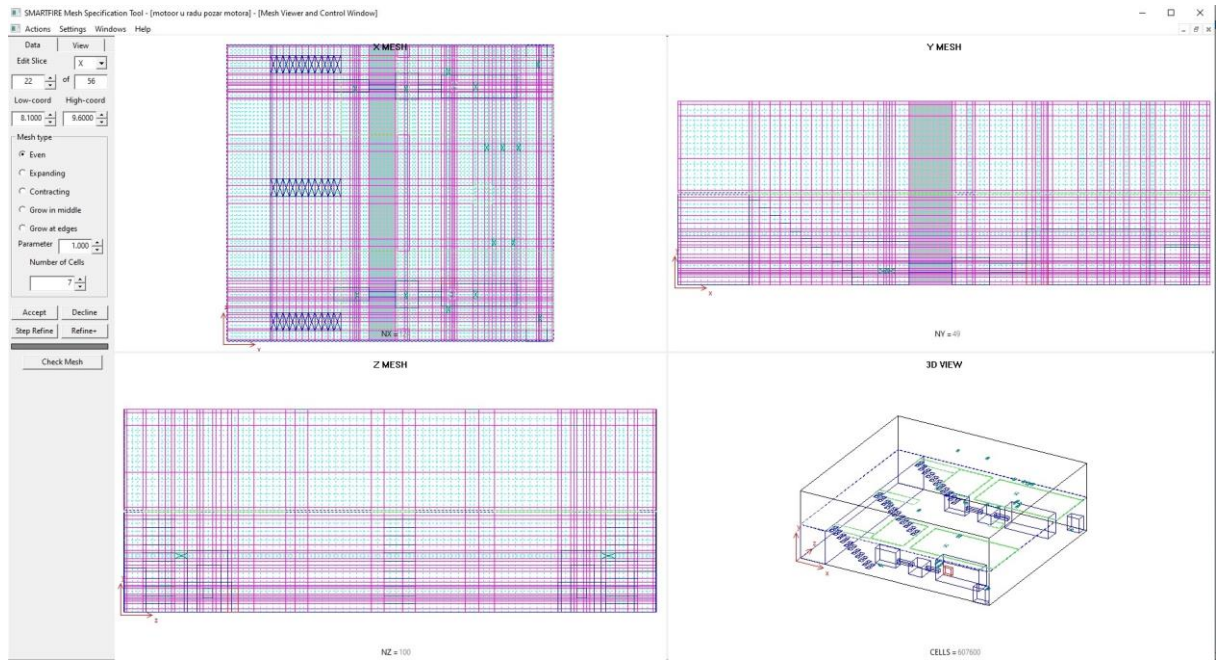 SMARTFIRE Mesh Specification Tool - [motoor u radu pozar motora] - [Mesh Viewer and Control Window]
Actions Settings Windows Help
Data View
Edit Slice X
22 of 56
Low-coord High-coord
8.1000 9.6000
Mesh type
Even
Expanding
Contracting
Grow in middle
Grow at edges
Parameter 1.000
Number of Cells
7
Accept Decline
Step Refine Refine+
Check Mesh
X MESH
NX =
Y MESH
NY = 49
Z MESH
NZ = 100
3D VIEW
CELLS = 607600